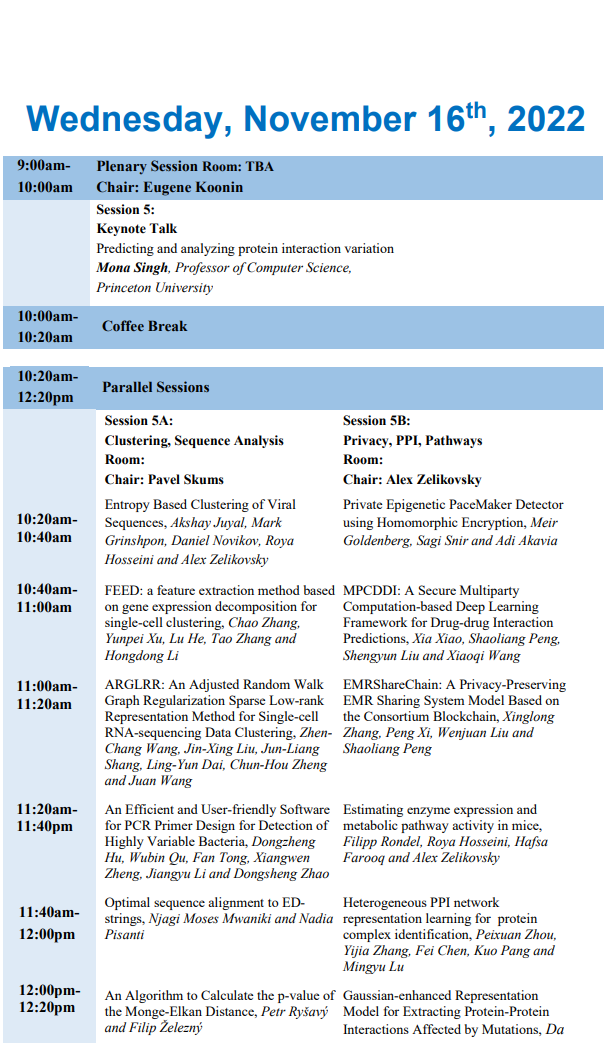 Wednesday, November 16th, 2022
9:00am-
10:00am
Plenary Session Room: TBA
Chair: Eugene Koonin
Session 5:
Keynote Talk
Predicting and analyzing protein interaction variation
Mona Singh, Professor of Computer Science,
Princeton University
10:00am-
10:20am
Coffee Break
10:20am-
12:20pm
Parallel Sessions
Session 5A:
Clustering, Sequence Analysis
Room:
Chair: Pavel Skums
Session 5B:
Privacy, PPI, Pathways
Room:
Chair: Alex Zelikovsky
10:20am-
10:40am
Entropy Based Clustering of Viral
Sequences, Akshay Juyal, Mark
Grinshpon, Daniel Novikov, Roya
Hosseini and Alex Zelikovsky
Private Epigenetic PaceMaker Detector
using Homomorphic Encryption, Meir
Goldenberg, Sagi Snir and Adi Akavia
10:40am-
11:00am
FEED: a feature extraction method based
on gene expression decomposition for
single-cell clustering, Chao Zhang,
Yunpei Xu, Lu He, Tao Zhang and
Hongdong Li
MPCDDI: A Secure Multiparty
Computation-based Deep Learning
Framework for Drug-drug Interaction
Predictions, Xia Xiao, Shaoliang Peng,
Shengyun Liu and Xiaoqi Wang
11:00am-
11:20am
ARGLRR: An Adjusted Random Walk
Graph Regularization Sparse Low-rank
Representation Method for Single-cell
RNA-sequencing Data Clustering, Zhen-
Chang Wang, Jin-Xing Liu, Jun-Liang
Shang, Ling-Yun Dai, Chun-Hou Zheng
and Juan Wang
EMRShareChain: A Privacy-Preserving
EMR Sharing System Model Based on
the Consortium Blockchain, Xinglong
Zhang, Peng Xi, Wenjuan Liu and
Shaoliang Peng
11:20am-
11:40pm
An Efficient and User-friendly Software
for PCR Primer Design for Detection of
Highly Variable Bacteria, Dongzheng
Hu, Wubin Qu, Fan Tong, Xiangwen
Zheng, Jiangyu Li and Dongsheng Zhao
Estimating enzyme expression and
metabolic pathway activity in mice,
Filipp Rondel, Roya Hosseini, Hafsa
Farooq and Alex Zelikovsky
11:40am-
12:00pm
Optimal sequence alignment to ED-
strings, Njagi Moses Mwaniki and Nadia
Pisanti
Heterogeneous PPI network
representation learning for protein
complex identification, Peixuan Zhou,
Yijia Zhang, Fei Chen, Kuo Pang and
Mingyu Lu
12:00pm-
12:20pm
An Algorithm to Calculate the p-value of
the Monge-Elkan Distance, Petr Ryšavý
and Filip Železný
Gaussian-enhanced Representation
Model for Extracting Protein-Protein
Interactions Affected by Mutations, Da